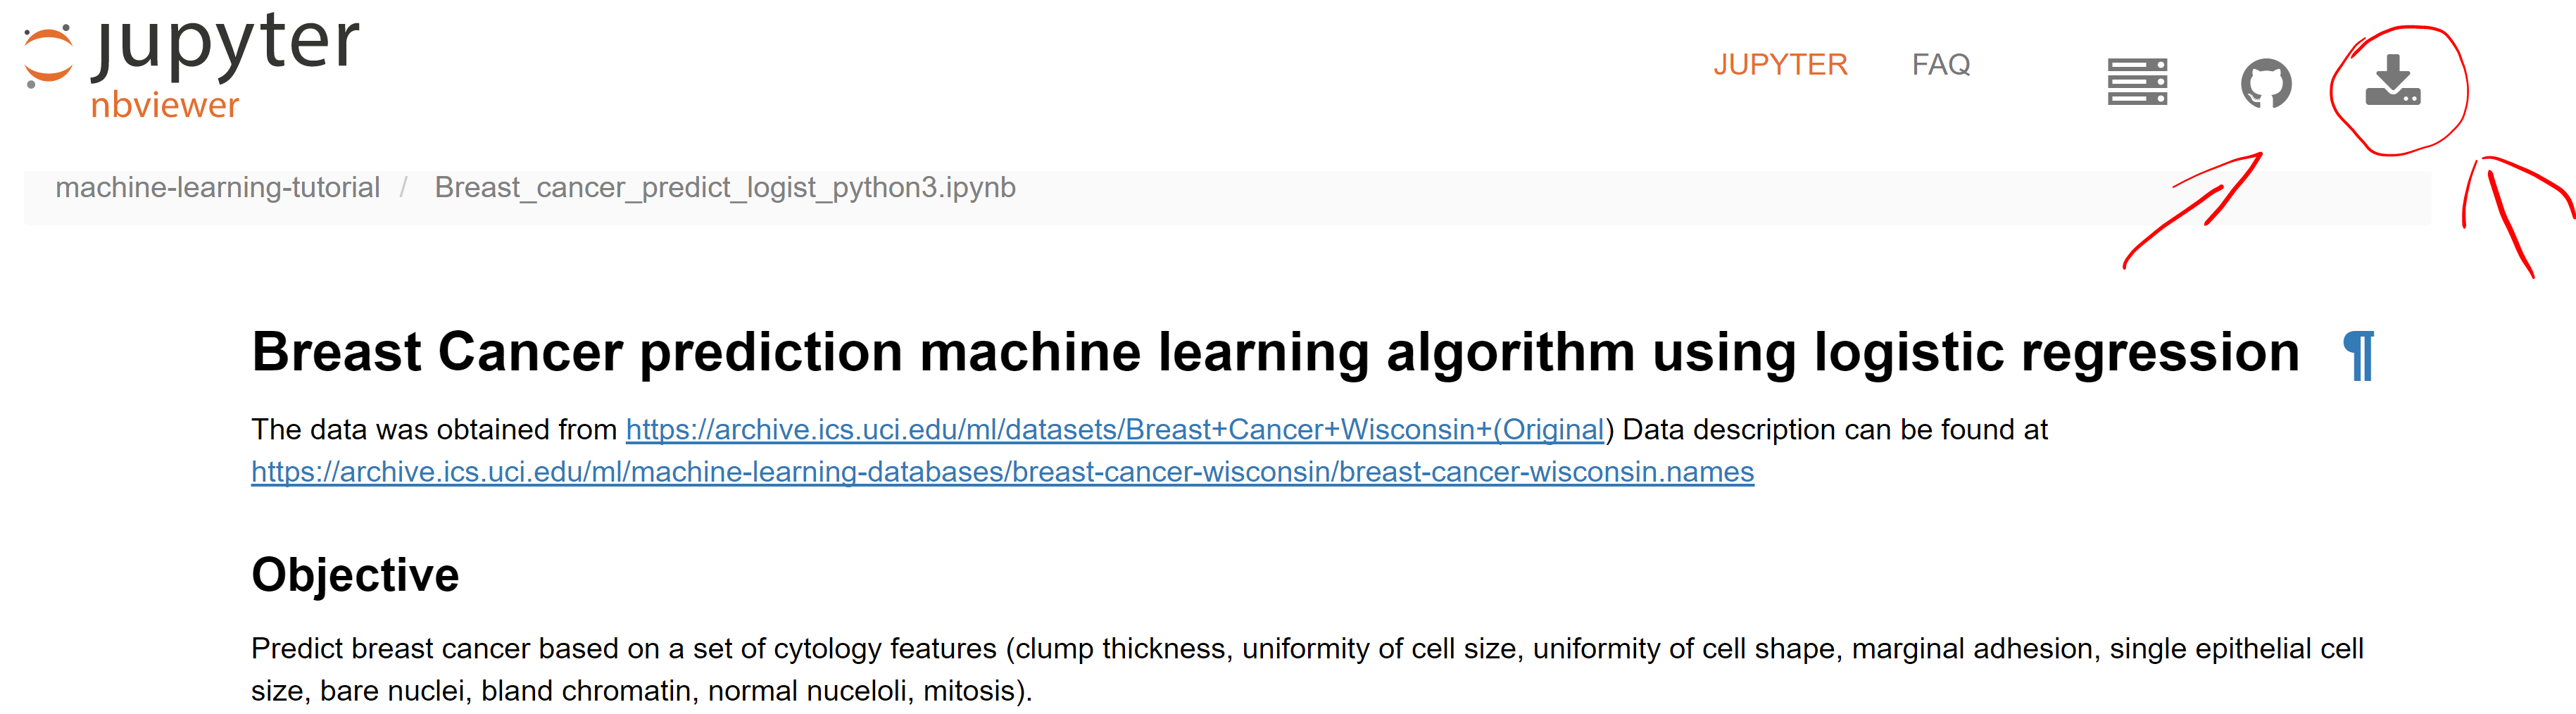 jupyter
nbviewer
JUPYTER FAQ
machine-learning-tutorial / Breast_cancer_predict_logist_python3.ipynb
Breast Cancer prediction machine learning algorithm using logistic regression ¶
The data was obtained from https://archive.ics.uci.edu/ml/datasets/Breast+Cancer+Wisconsin+(Original) Data description can be found at
https://archive.ics.uci.edu/ml/machine-learning-databases/breast-cancer-wisconsin/breast-cancer-wisconsin.names
Objective
Predict breast cancer based on a set of cytology features (clump thickness, uniformity of cell size, uniformity of cell shape, marginal adhesion, single epithelial cell
size, bare nuclei, bland chromatin, normal nuceloli, mitosis).